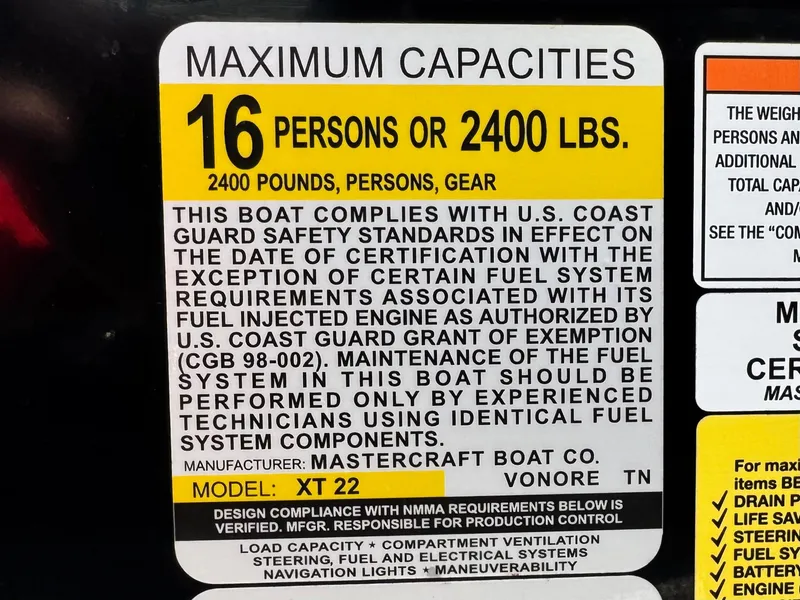 MAXIMUM CAPACITIES
16 PERSONS OR 2400 LBS.
2400 POUNDS, PERSONS, GEAR
THIS BOAT COMPLIES WITH U.S. COAST
GUARD SAFETY STANDARDS IN EFFECT ON
THE DATE OF CERTIFICATION WITH THE
EXCEPTION OF CERTAIN FUEL SYSTEM
REQUIREMENTS ASSOCIATED WITH ITS
FUEL INJECTED ENGINE AS AUTHORIZED BY
U.S. COAST GUARD GRANT OF EXEMPTION
(CGB 98-002). MAINTENANCE OF THE FUEL
SYSTEM IN THIS BOAT SHOULD BE
PERFORMED ONLY BY EXPERIENCED
TECHNICIANS USING IDENTICAL FUEL
SYSTEM COMPONENTS.
MANUFACTURER: MASTERCRAFT BOAT CO.
MODEL: XT 22 VONORE TN
DESIGN COMPLIANCE WITH NMMA REQUIREMENTS BELOW IS
VERIFIED. MFGR. RESPONSIBLE FOR PRODUCTION CONTROL
LOAD CAPACITY ★ COMPARTMENT VENTILATION
STEERING, FUEL AND ELECTRICAL SYSTEMS
NAVIGATION LIGHTS ★ MANEUVERABILITY
THE WEIGH
PERSONS AN
ADDITIONAL
TOTAL CAP
AND/
SEE THE "CO
M
S
CER
MAS
For maxi
items BE
DRAIN P
LIFE SAV
STEERIN
FUEL SY
BATTERY
ENGINE